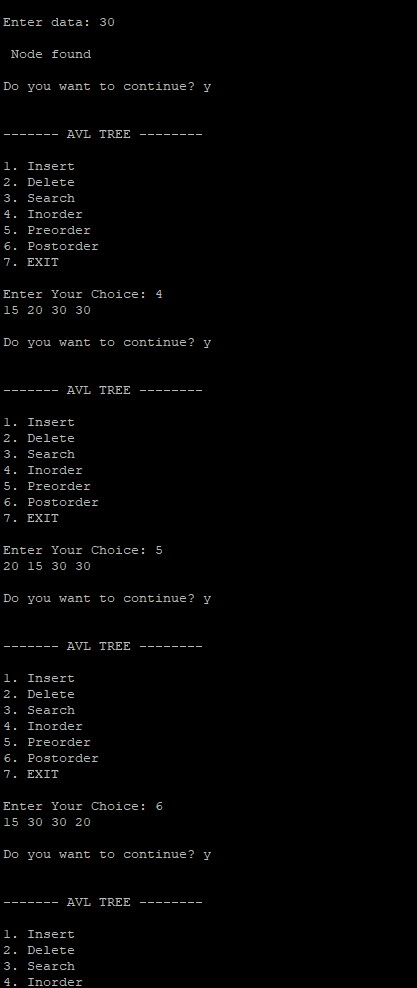 Enter data: 30
Node found
Do you want to continue? y
------- AVL TREE --------
1. Insert
2. Delete
3. Search
4. Inorder
5. Preorder
6. Postorder
7. EXIT
Enter Your Choice: 4
15 20 30 30
Do you want to continue? y
------- AVL TREE --------
1. Insert
2. Delete
3. Search
4. Inorder
5. Preorder
6. Postorder
7. EXIT
Enter Your Choice: 5
20 15 30 30
Do you want to continue? y
------- AVL TREE --------
1. Insert
2. Delete
3. Search
4. Inorder
5. Preorder
6. Postorder
7. EXIT
Enter Your Choice: 6
15 30 30 20
Do you want to continue? y
------- AVL TREE --------
1. Insert
2. Delete
3. Search
4. Inorder